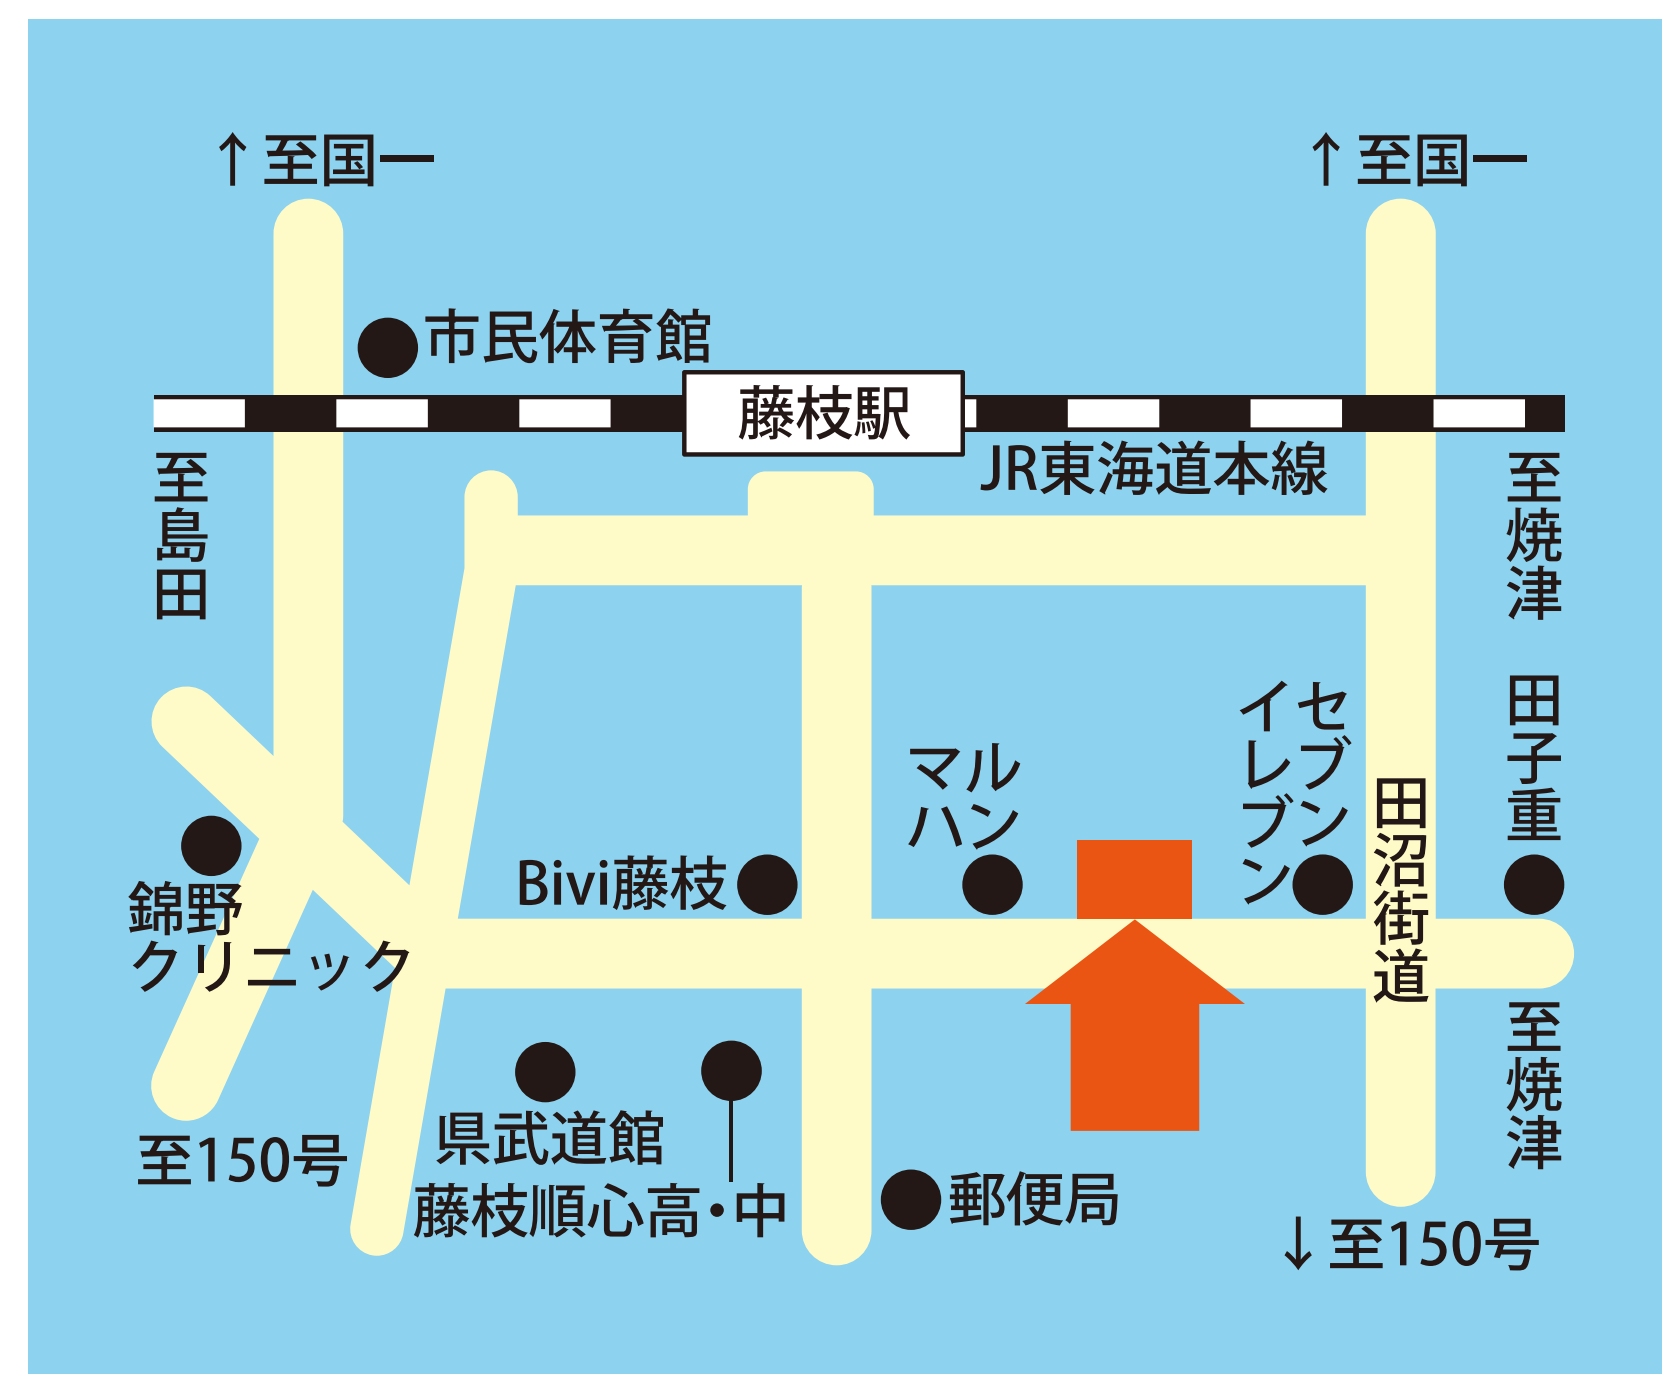 ↑至国一
↑至国一
市民体育館
藤枝駅
JR東海道本線
至島田
至焼津
田子重
セブン
イレブン
マル
ハン
田沼街道
Bivi藤枝
錦野
クリニック
至焼津
県武道館
至150号
藤枝順心高・中
郵便局
↓至150号